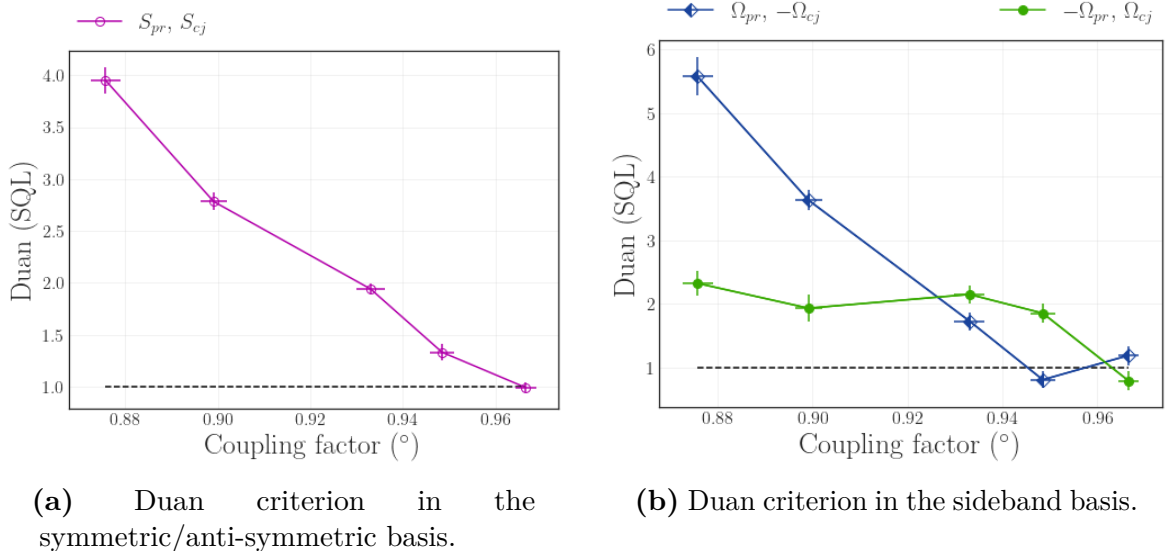 S_pr, S_cj
Duan (SQL)
4.0
3.5
3.0
2.5
2.0
1.5
1.0
0.88 0.90 0.92 0.94 0.96
Coupling factor (°)
(a) Duan criterion in the
symmetric/anti-symmetric basis.
Ω_pr, −Ω_cj
−Ω_pr, Ω_cj
Duan (SQL)
6
5
4
3
2
1
0.88 0.90 0.92 0.94 0.96
Coupling factor (°)
(b) Duan criterion in the sideband basis.